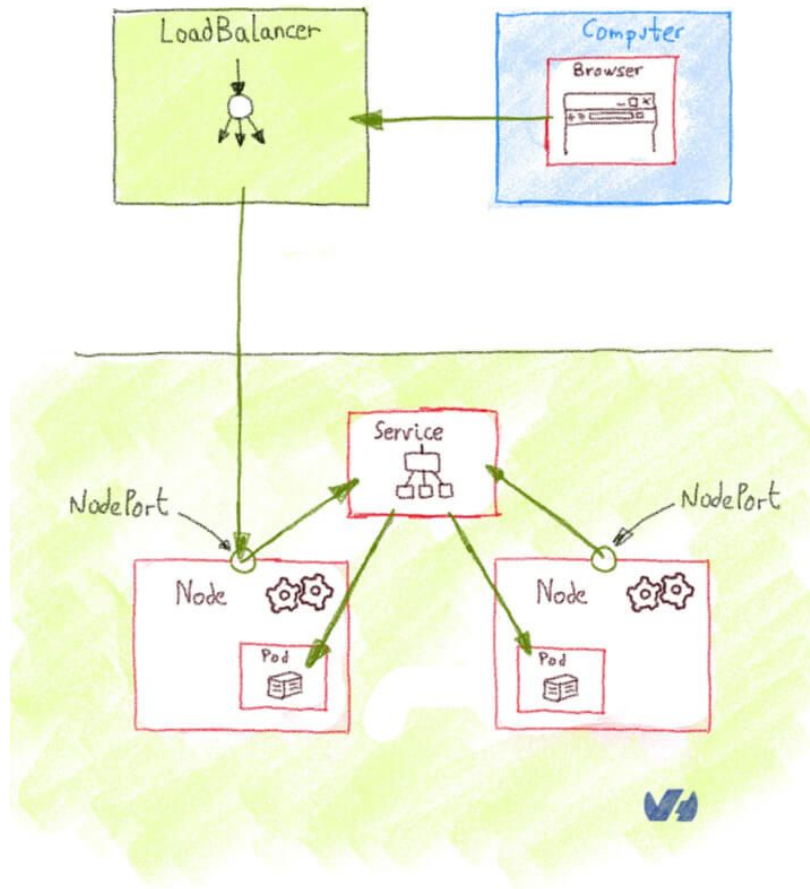 LoadBalancer
Computer
Browser
Service
NodePort
NodePort
Node
Node
Pod
Pod